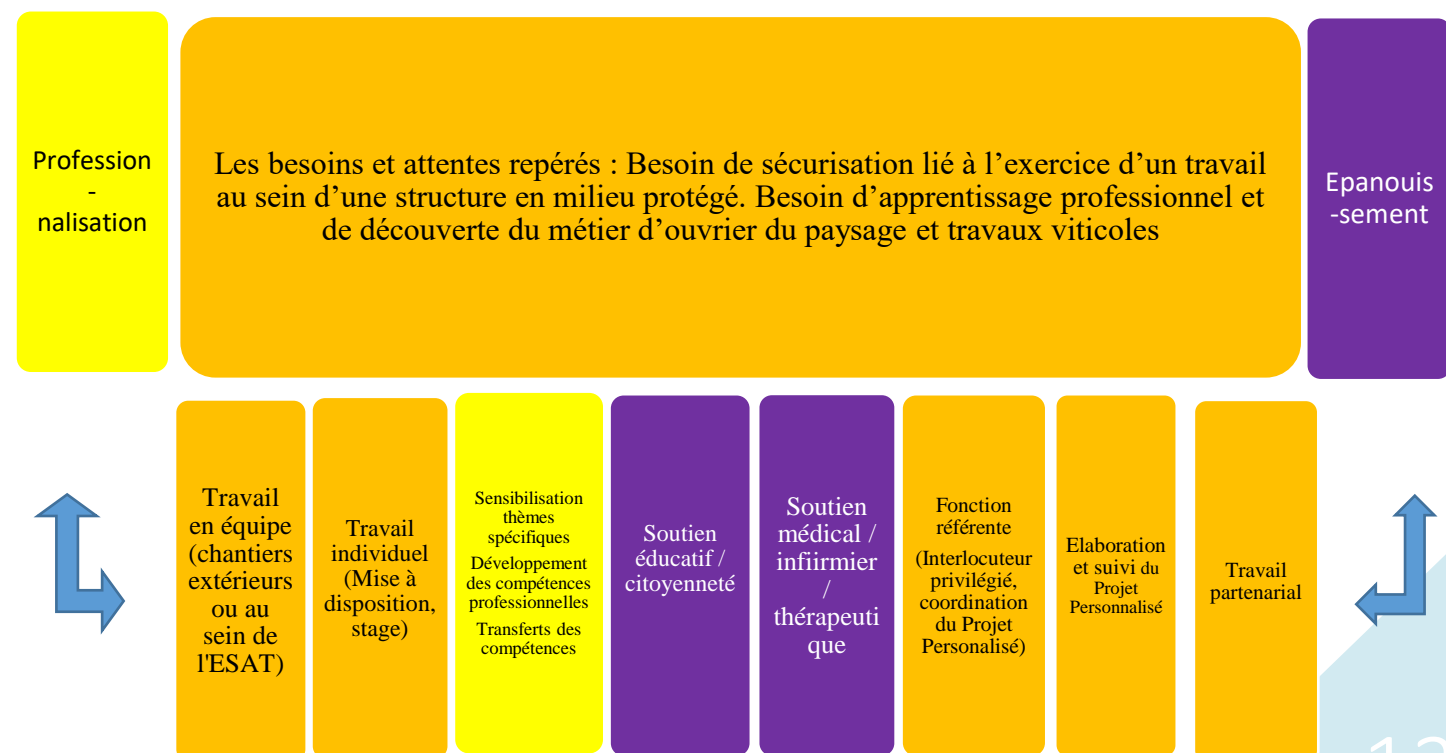 Profession
-
nalisation
Les besoins et attentes repérés : Besoin de sécurisation lié à l’exercice d’un travail
au sein d’une structure en milieu protégé. Besoin d’apprentissage professionnel et
de découverte du métier d’ouvrier du paysage et travaux viticoles
Epanouis
-sement
Travail
en équipe
(chantiers
extérieurs
ou au
sein de
l'ESAT)
Travail
individuel
(Mise à
disposition,
stage)
Sensibilisation
thèmes
spécifiques
Développement
des compétences
professionnelles
Transferts des
compétences
Soutien
éducatif /
citoyenneté
Soutien
médical /
infiirmier
/
thérapeuti
que
Fonction
référente
(Interlocuteur
privilégié,
coordination
du Projet
Personalisé)
Elaboration
et suivi du
Projet
Personnalisé
Travail
partenarial